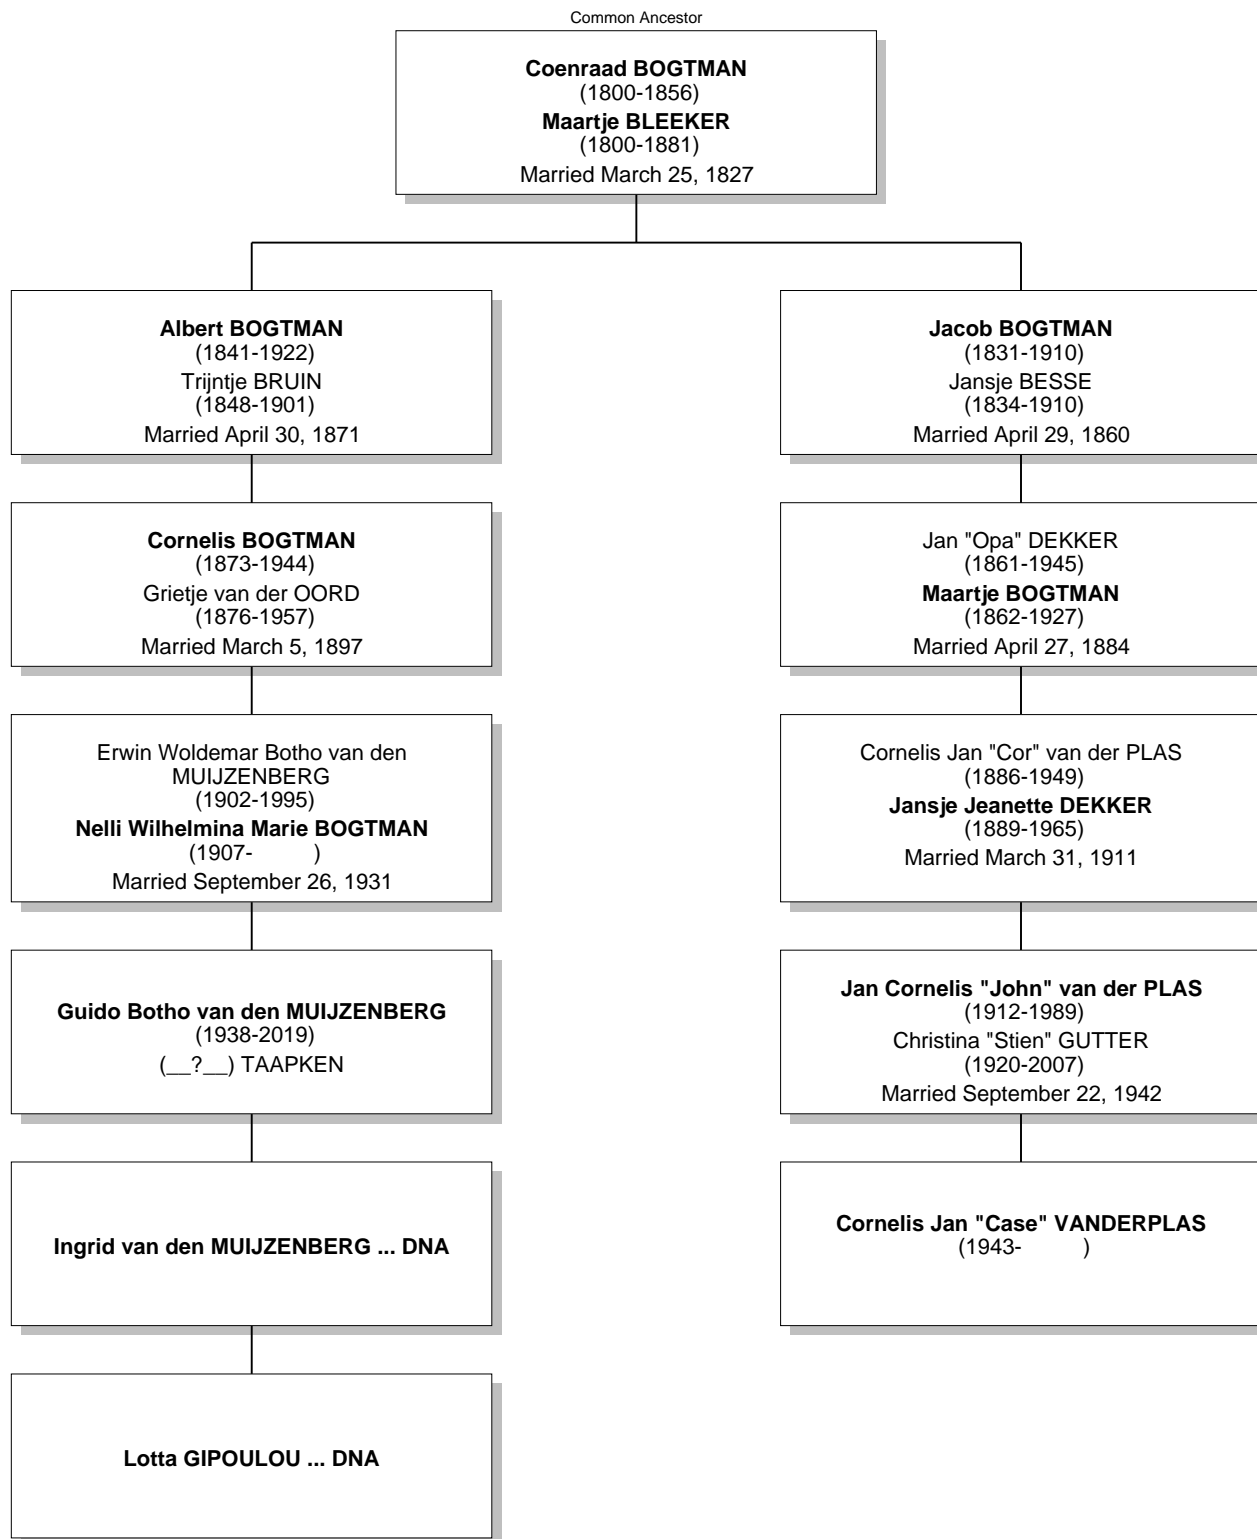 Common Ancestor
Coenraad BOGTMAN
(1800-1856)
Maartje BLEEKER
(1800-1881)
Married March 25, 1827
Albert BOGTMAN
(1841-1922)
Trijntje BRUIN
(1848-1901)
Married April 30, 1871
Jacob BOGTMAN
(1831-1910)
Jansje BESSE
(1834-1910)
Married April 29, 1860
Cornelis BOGTMAN
(1873-1944)
Grietje van der OORD
(1876-1957)
Married March 5, 1897
Jan "Opa" DEKKER
(1861-1945)
Maartje BOGTMAN
(1862-1927)
Married April 27, 1884
Erwin Woldemar Botho van den
MUIJZENBERG
(1902-1995)
Nelli Wilhelmina Marie BOGTMAN
(1907-          )
Married September 26, 1931
Cornelis Jan "Cor" van der PLAS
(1886-1949)
Jansje Jeanette DEKKER
(1889-1965)
Married March 31, 1911
Guido Botho van den MUIJZENBERG
(1938-2019)
(__?__) TAAPKEN
Jan Cornelis "John" van der PLAS
(1912-1989)
Christina "Stien" GUTTER
(1920-2007)
Married September 22, 1942
Ingrid van den MUIJZENBERG ... DNA
Cornelis Jan "Case" VANDERPLAS
(1943-          )
Lotta GIPOULOU ... DNA